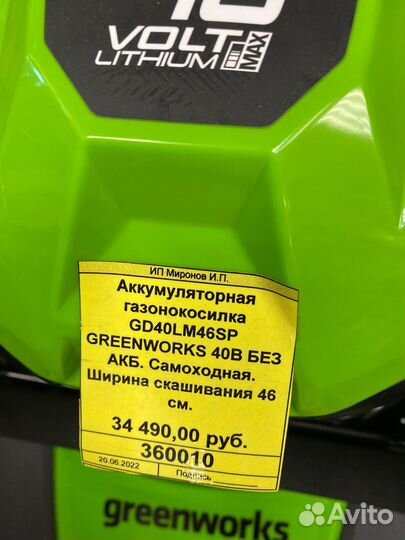 VOLT
LITHIUM
MAX
ИП Миронов И.П.
Аккумуляторная
газонокосилка
GD40LM46SP
GREENWORKS 40В БЕЗ
АКБ. Самоходная.
Ширина скашивания 46
см.
34 490,00 руб.
360010
20.06.2022
Подпись
greenworks
Avito